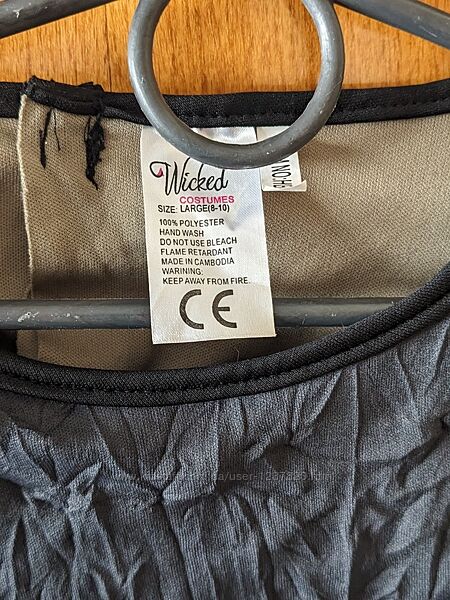 Wicked
COSTUMES
SIZE: LARGE(8-10)
100% POLYESTER
HAND WASH
DO NOT USE BLEACH
FLAME RETARDANT
MADE IN CAMBODIA
WARINING:
KEEP AWAY FROM FIRE.
CE